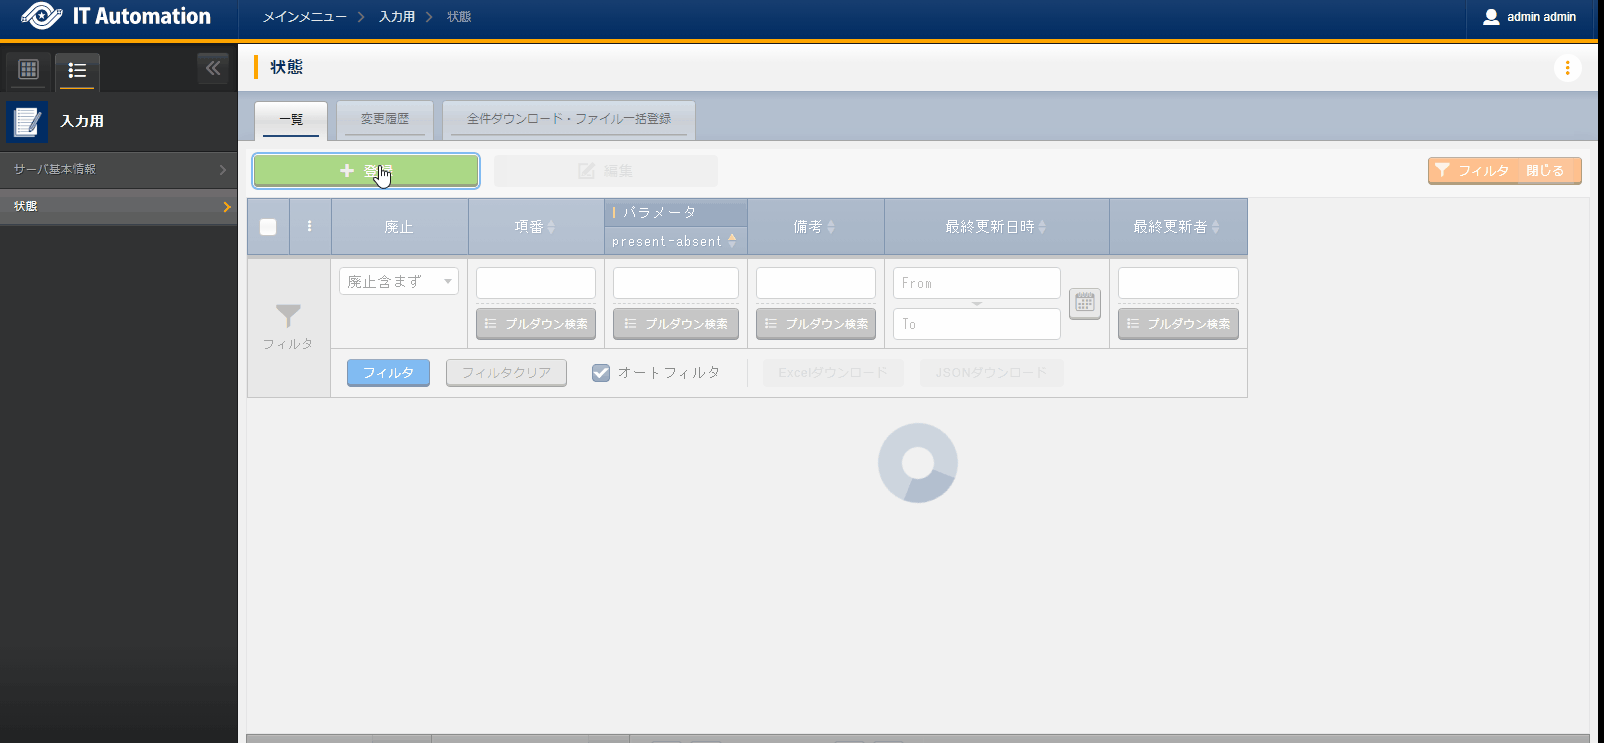 IT Automation
メインメニュー 入力用 状態
admin admin
状態
入力用
サーバ基本情報
状態
一覧 変更履歴 全件ダウンロード・ファイル一括登録
登録 編集
フィルタ 閉じる
廃止 項番 パラメータ 備考 最終更新日時 最終更新者
present-absent
廃止含まず
From
To
プルダウン検索 プルダウン検索 プルダウン検索 プルダウン検索
フィルタ
フィルタ フィルタクリア オートフィルタ Excelダウンロード JSONダウンロード